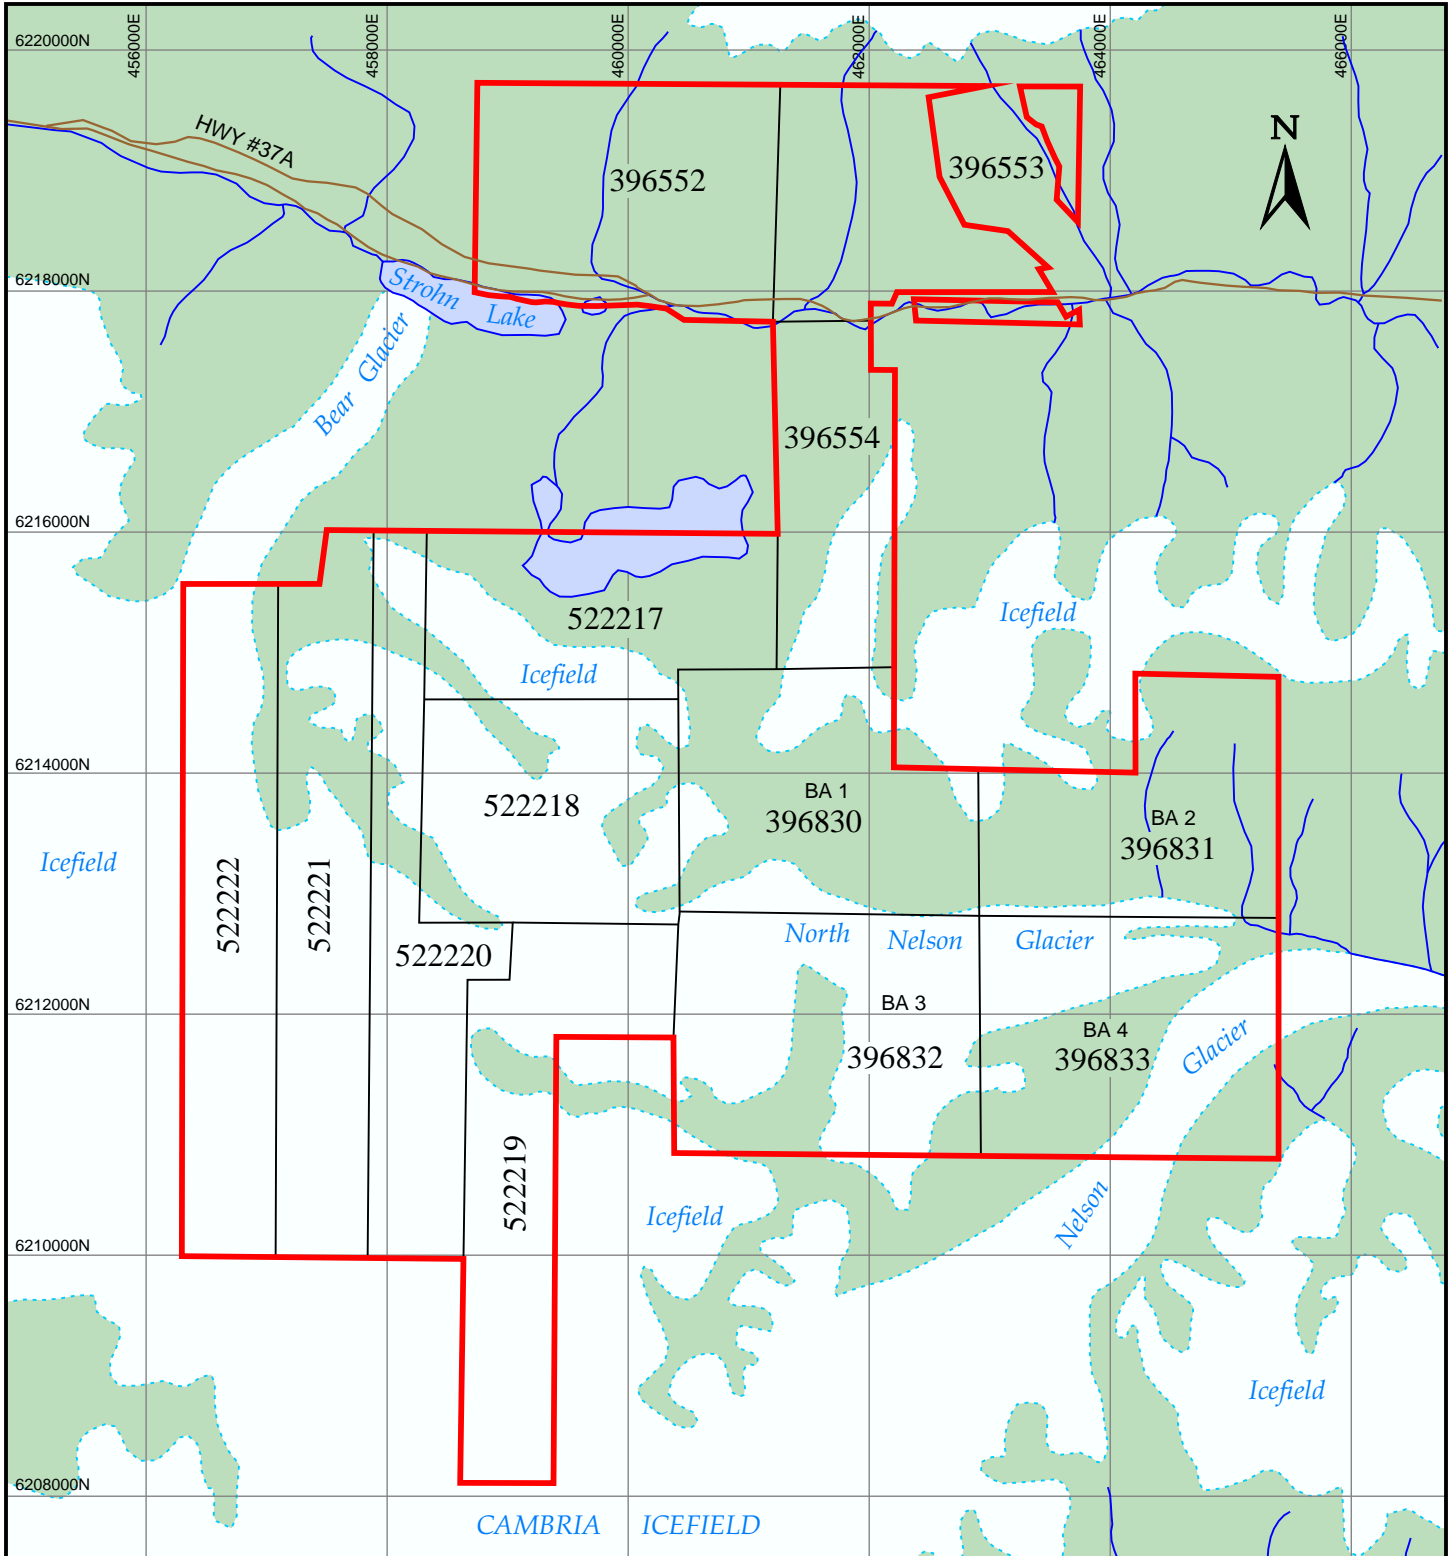 456000E
458000E
460000E
462000E
464000E
466000E
6220000N
HWY #37A
N
396552
396553
6218000N
Strohn
Lake
Bear Glacier
396554
6216000N
522217
Icefield
Icefield
6214000N
BA 1
396830
522218
BA 2
396831
Icefield
522222
522221
522220
North Nelson Glacier
6212000N
BA 3
396832
BA 4
396833
Glacier
522219
Icefield
Nelson
6210000N
Icefield
6208000N
CAMBRIA ICEFIELD